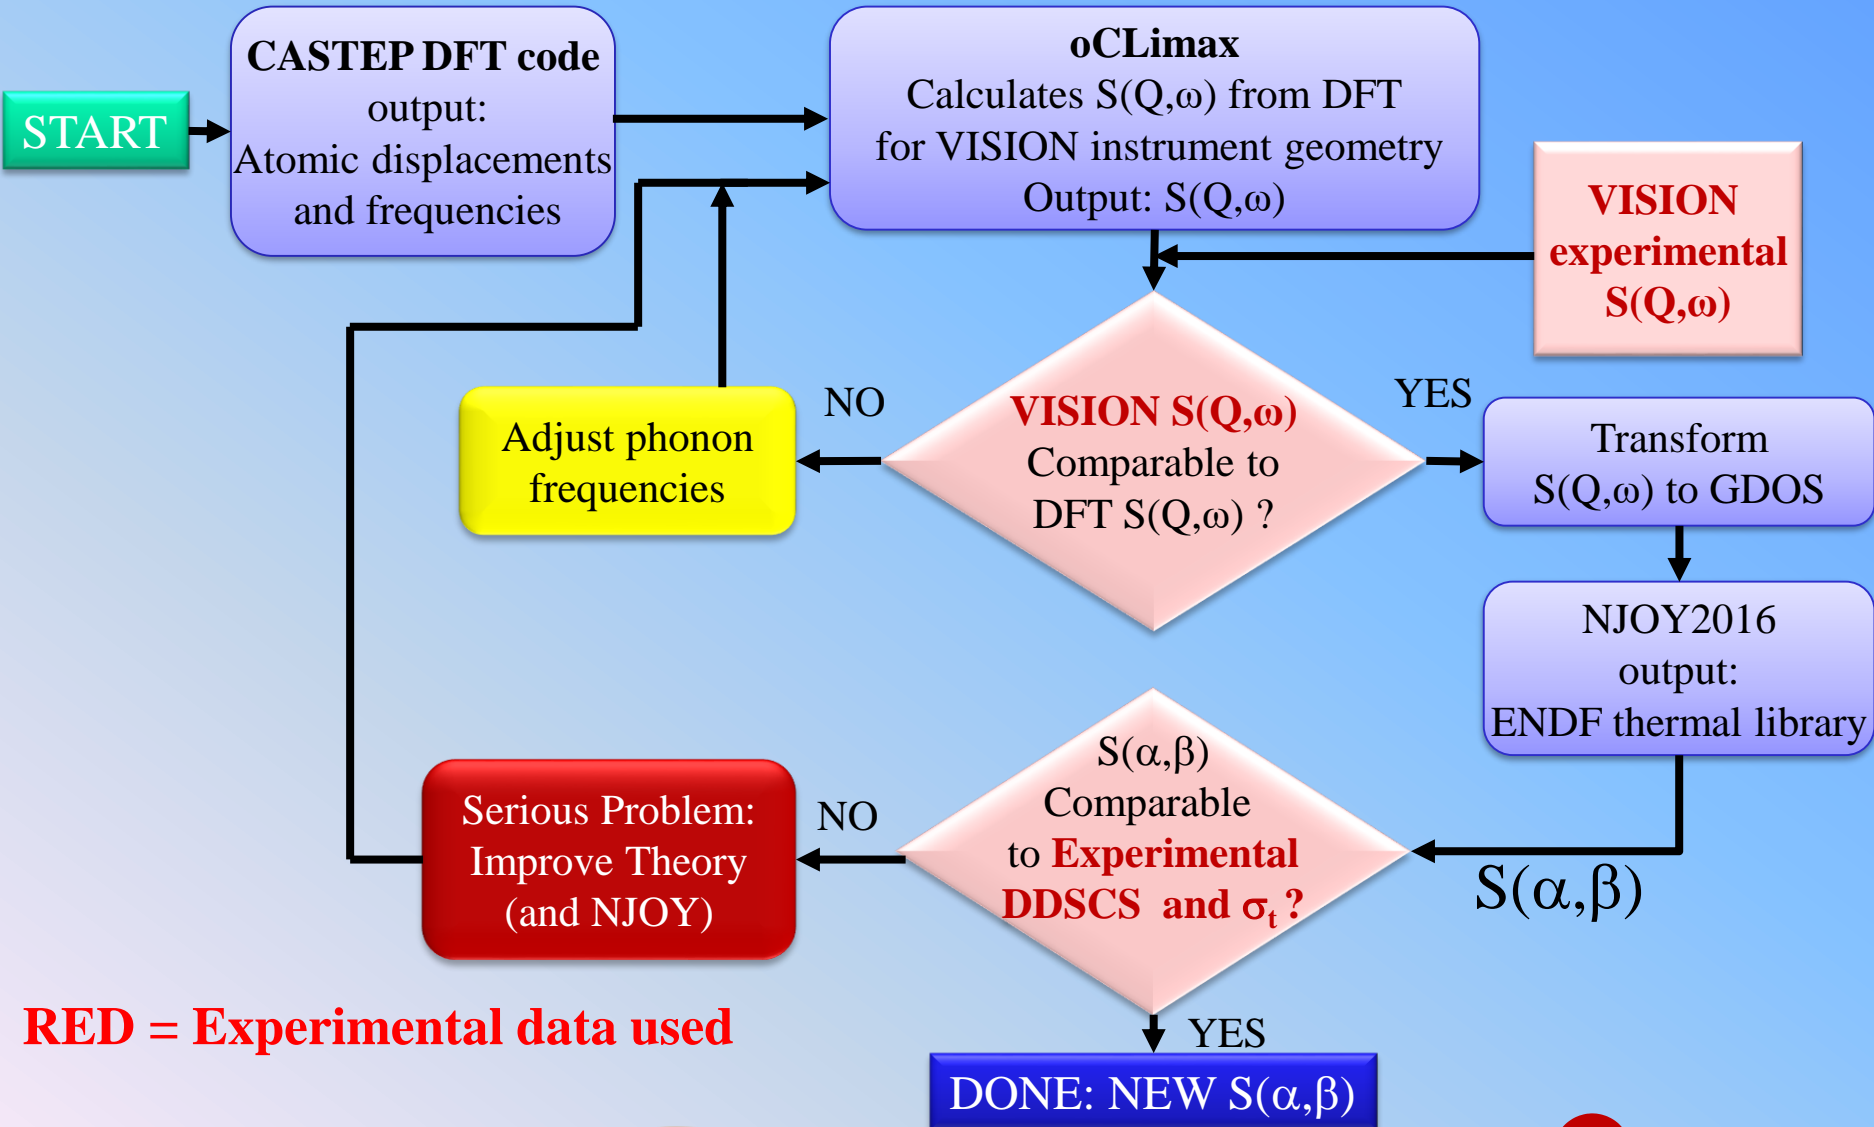 START
CASTEP DFT code
output:
Atomic displacements
and frequencies
oCLimax
Calculates S(Q,ω) from DFT
for VISION instrument geometry
Output: S(Q,ω)
VISION
experimental
S(Q,ω)
NO
YES
Adjust phonon
frequencies
VISION S(Q,ω)
Comparable to
DFT S(Q,ω) ?
Transform
S(Q,ω) to GDOS
NJOY2016
output:
ENDF thermal library
S(α,β)
S(α,β)
Comparable
to Experimental
DDSCS and σt ?
NO
Serious Problem:
Improve Theory
(and NJOY)
YES
RED = Experimental data used
DONE: NEW S(α,β)